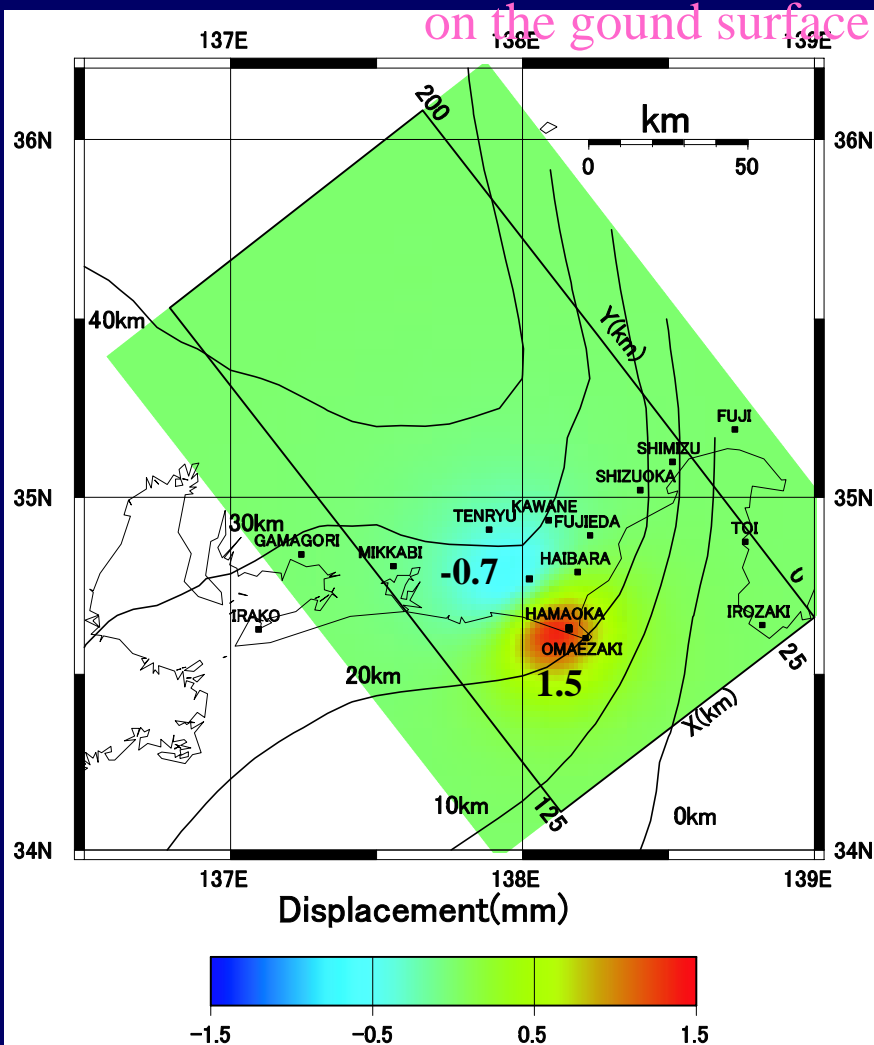 on the gound surface
137E
138E
139E
200
km
36N
36N
0
50
40km
Y(km)
FUJI
SHIMIZU
SHIZUOKA
35N
35N
KAWANE
TENRYU
FUJIEDA
30km
TOI
GAMAGORI
MIKKABI
HAIBARA
-0.7
0
IRAKO
HAMAOKA
IROZAKI
OMAEZAKI
25
20km
1.5
X(km)
10km
125
0km
34N
34N
137E
138E
139E
Displacement(mm)
-1.5
-0.5
0.5
1.5